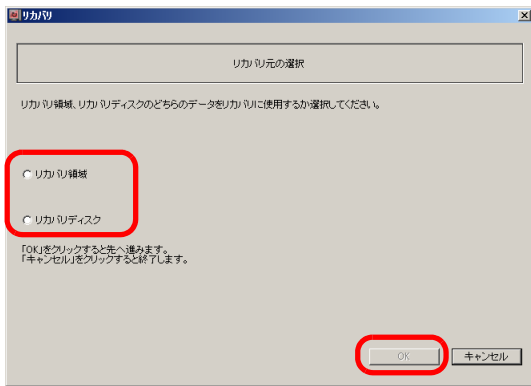 リカバリ
リカバリ元の選択
リカバリ領域、リカバリディスクのどちらのデータをリカバリに使用するか選択してください。
リカバリ領域
リカバリディスク
「OK」をクリックすると先へ進みます。
「キャンセル」をクリックすると終了します。
OK
キャンセル